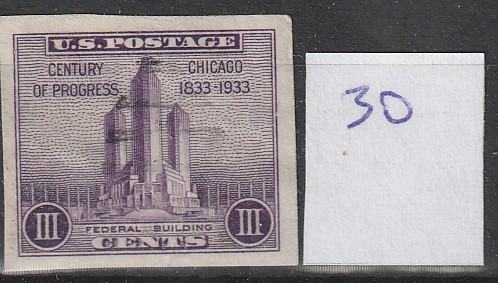 U.S. POSTAGE
CENTURY CHICAGO
OF PROGRESS 1833-1933
III III
FEDERAL BUILDING
CENTS
30